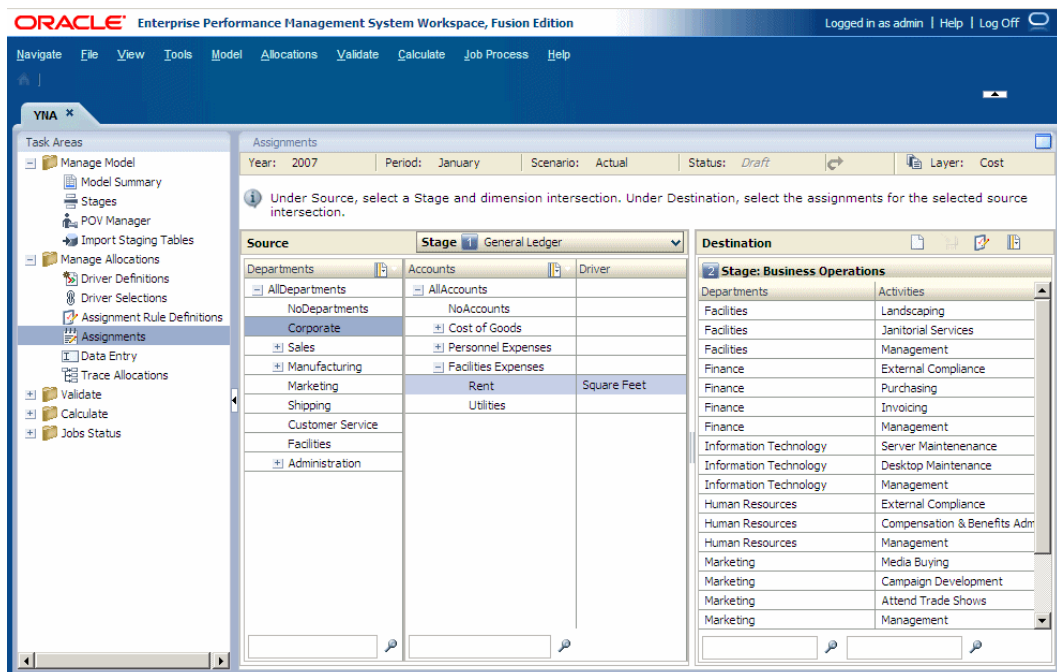 ORACLE Enterprise Performance Management System Workspace, Fusion Edition
Logged in as admin | Help | Log Off
Navigate File View Tools Model Allocations Validate Calculate Job Process Help
YNA
Task Areas
Manage Model
Model Summary
Stages
POV Manager
Import Staging Tables
Manage Allocations
Driver Definitions
Driver Selections
Assignment Rule Definitions
Assignments
Data Entry
Trace Allocations
Validate
Calculate
Jobs Status
Assignments
Year: 2007 Period: January Scenario: Actual Status: Draft Layer: Cost
Under Source, select a Stage and dimension intersection. Under Destination, select the assignments for the selected source
intersection.
Source Stage 1 General Ledger
Departments
AllDepartments
NoDepartments
Corporate
Sales
Manufacturing
Marketing
Shipping
Customer Service
Facilities
Administration
Accounts Driver
AllAccounts
NoAccounts
Cost of Goods
Personnel Expenses
Facilities Expenses
Rent Square Feet
Utilities
Destination
2 Stage: Business Operations
Departments Activities
Facilities Landscaping
Facilities Janitorial Services
Facilities Management
Finance External Compliance
Finance Purchasing
Finance Invoicing
Finance Management
Information Technology Server Maintenenance
Information Technology Desktop Maintenance
Information Technology Management
Human Resources External Compliance
Human Resources Compensation & Benefits Adm
Human Resources Management
Marketing Media Buying
Marketing Campaign Development
Marketing Attend Trade Shows
Marketing Management